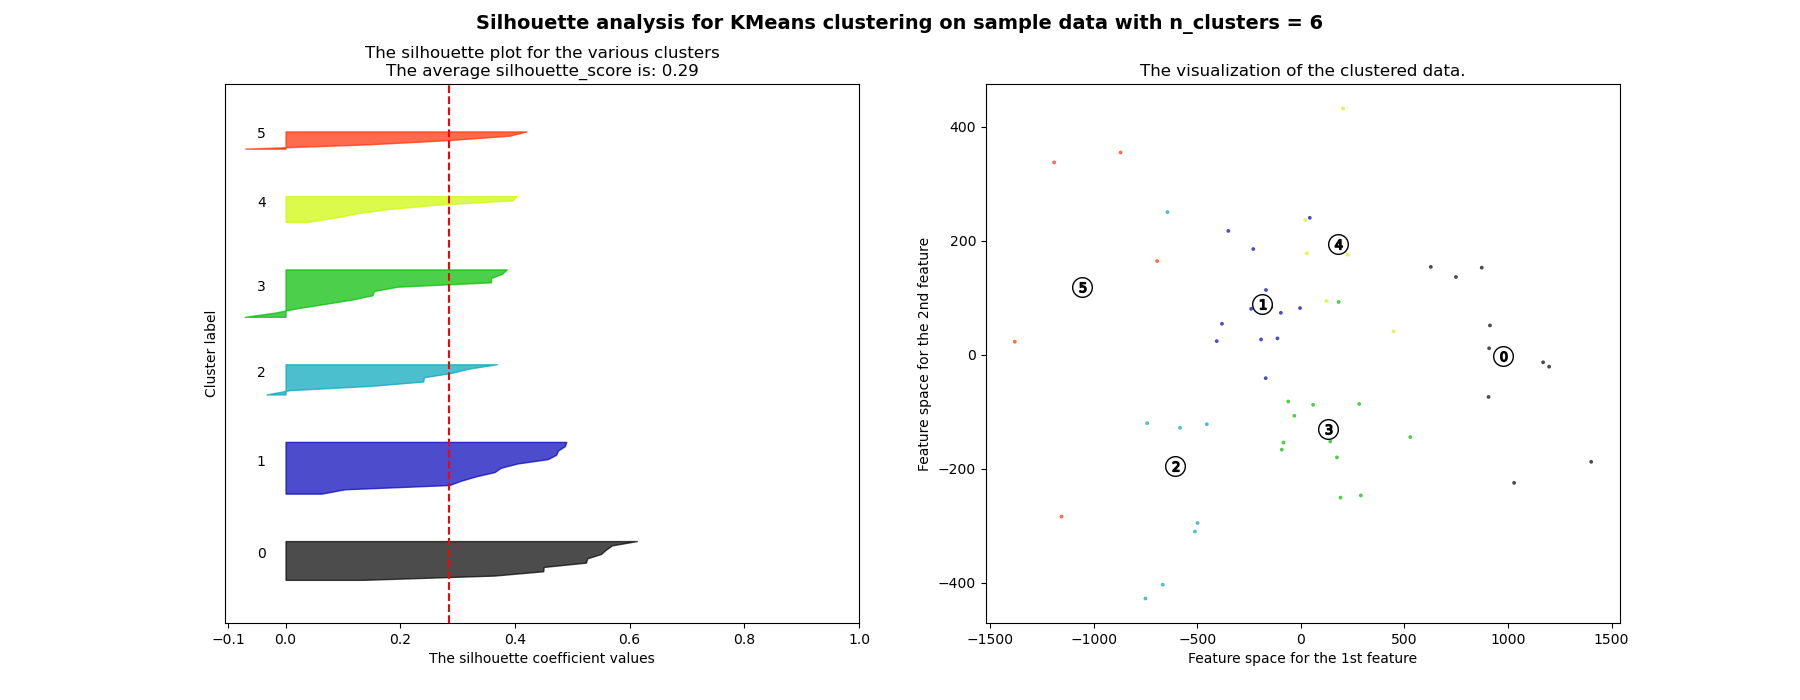 Silhouette analysis for KMeans clustering on sample data with n_clusters = 6
The silhouette plot for the various clusters
The average silhouette_score is: 0.29
Cluster label
5
4
3
2
1
0
−0.1 0.0 0.2 0.4 0.6 0.8 1.0
The silhouette coefficient values
The visualization of the clustered data.
Feature space for the 2nd feature
400
200
0
−200
−400
4
5
1
0
3
2
−1500 −1000 −500 0 500 1000 1500
Feature space for the 1st feature